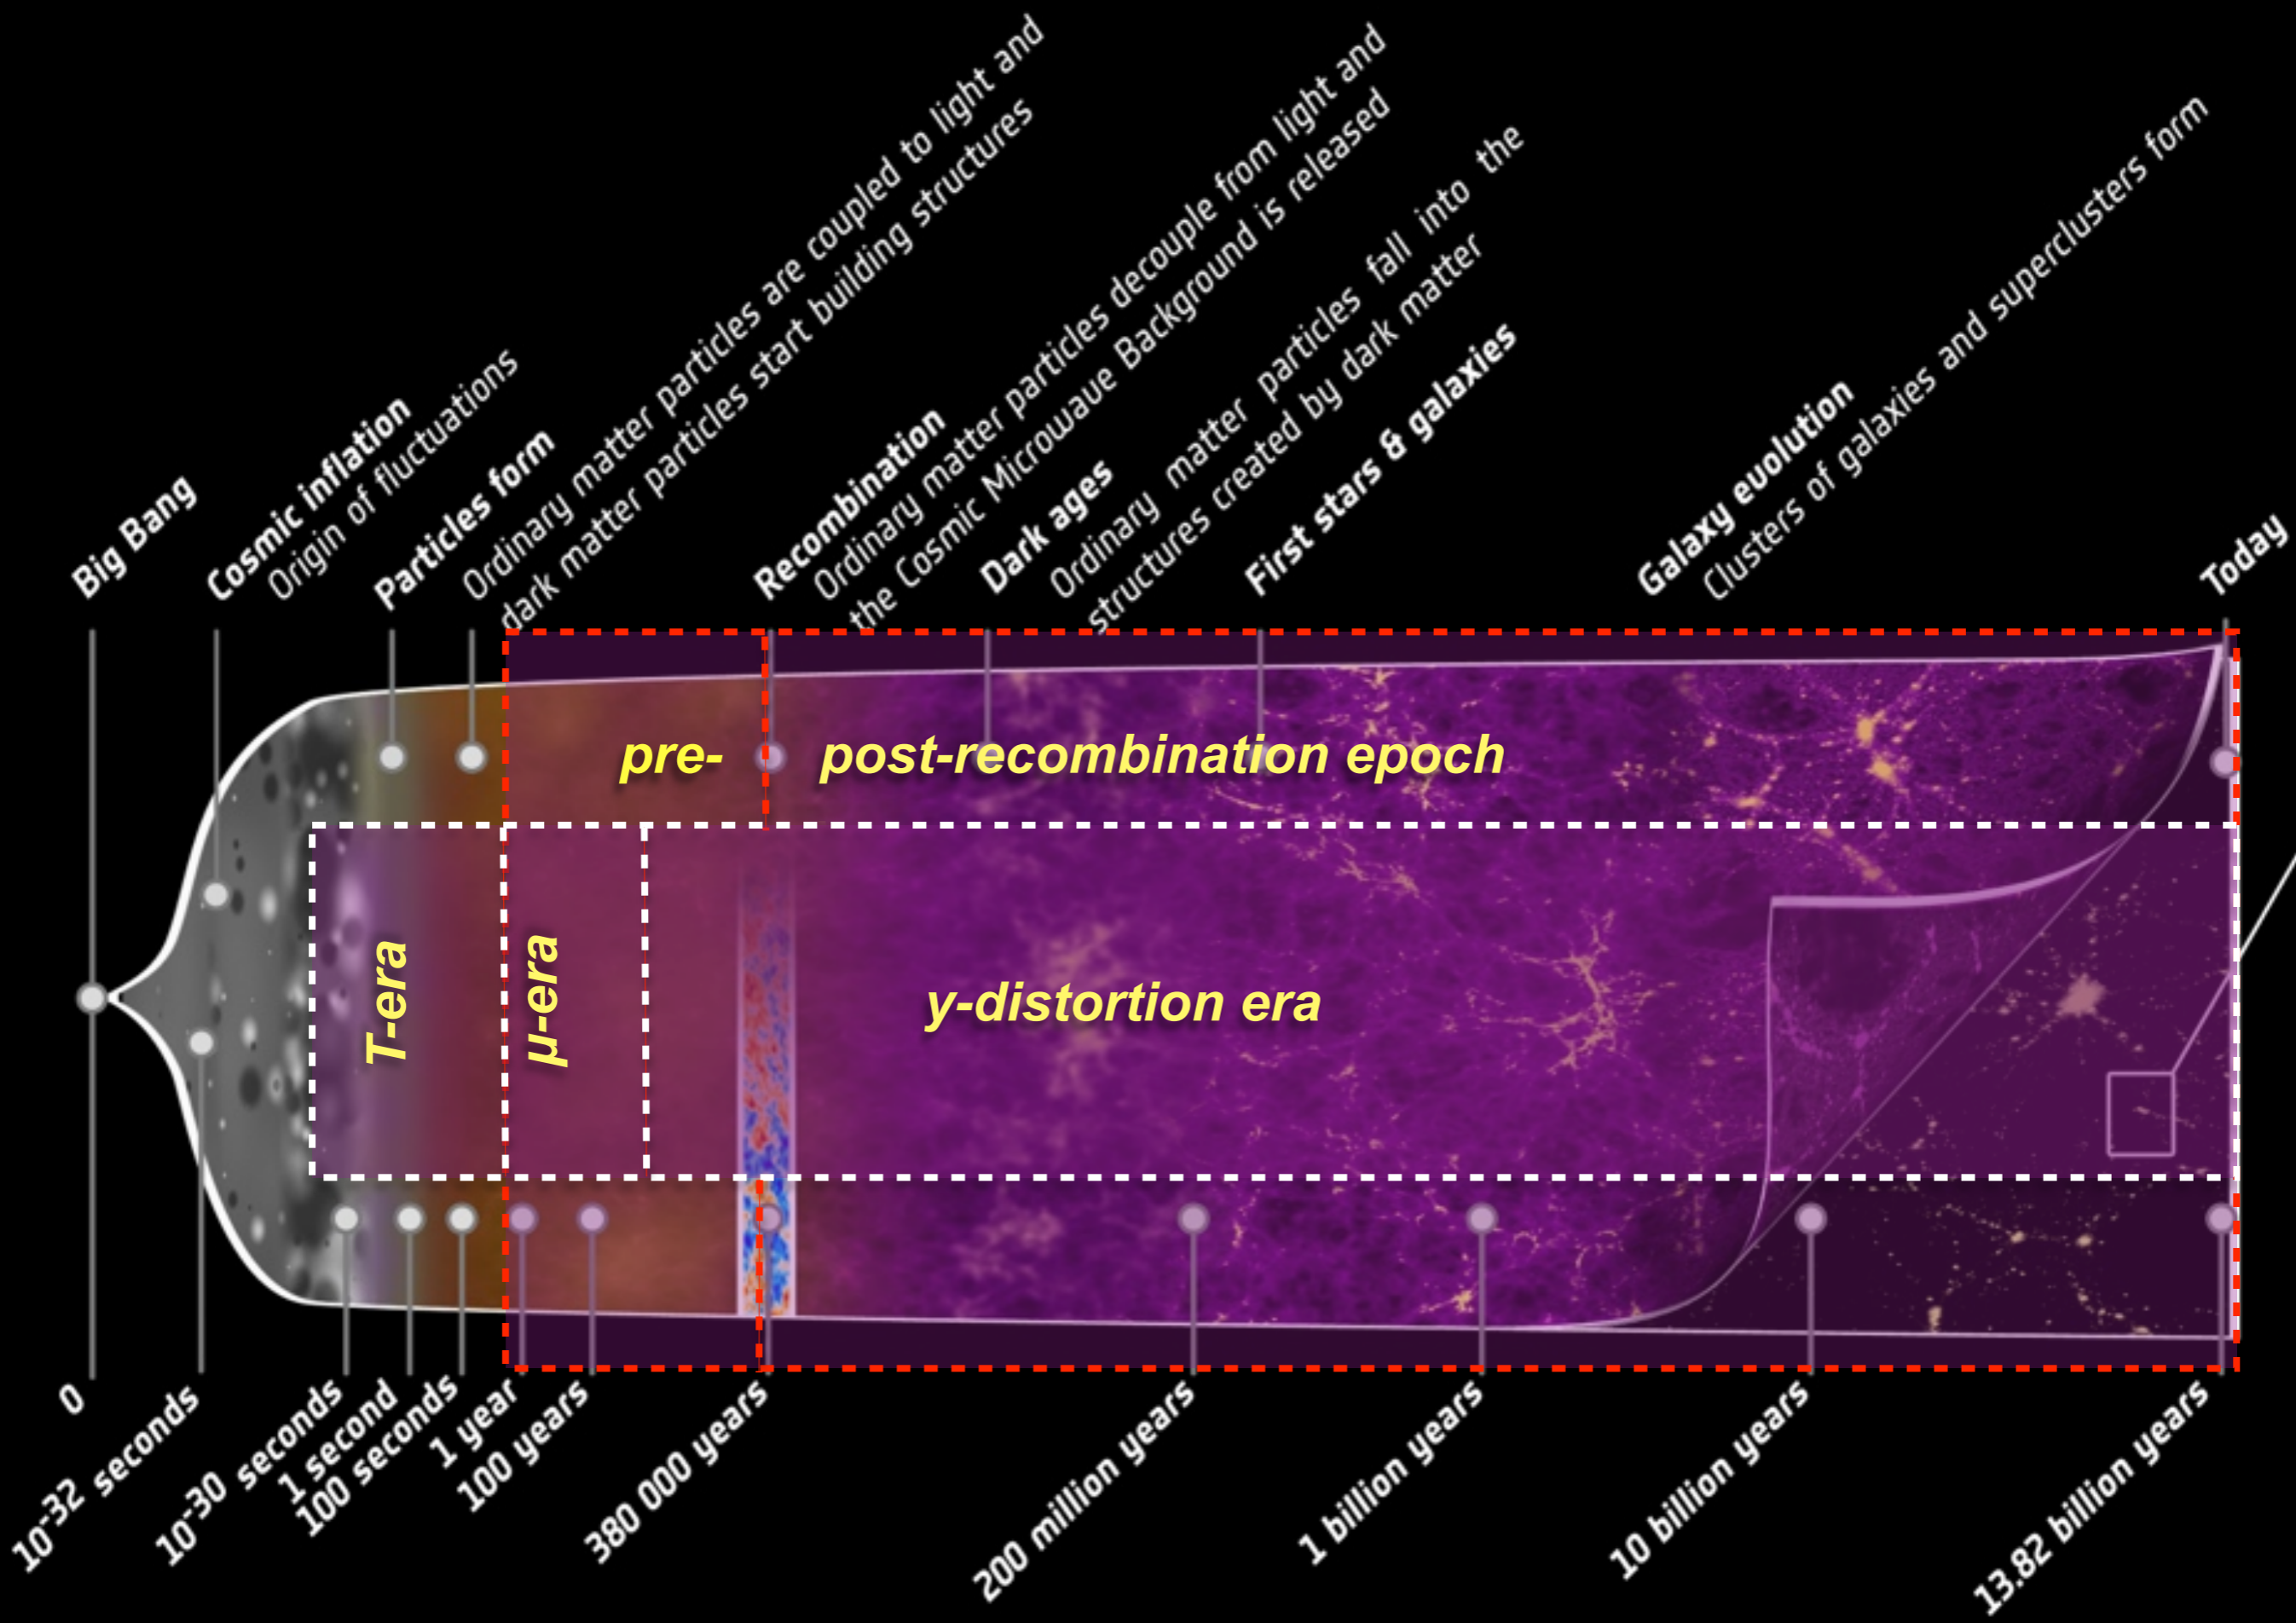 Big Bang
Cosmic inflation
Origin of fluctuations
Particles form
Ordinary matter particles are coupled to light and
dark matter particles start building structures
Recombination
Ordinary matter particles decouple from light and
the Cosmic Microwave Background is released
Dark ages
Ordinary matter particles fall into the
structures created by dark matter
First stars & galaxies
Galaxy evolution
Clusters of galaxies and superclusters form
Today
pre-
post-recombination epoch
T-era
μ-era
y-distortion era
0
10-32 seconds
10-30 seconds
1 second
100 seconds
1 year
100 years
380 000 years
200 million years
1 billion years
10 billion years
13.82 billion years